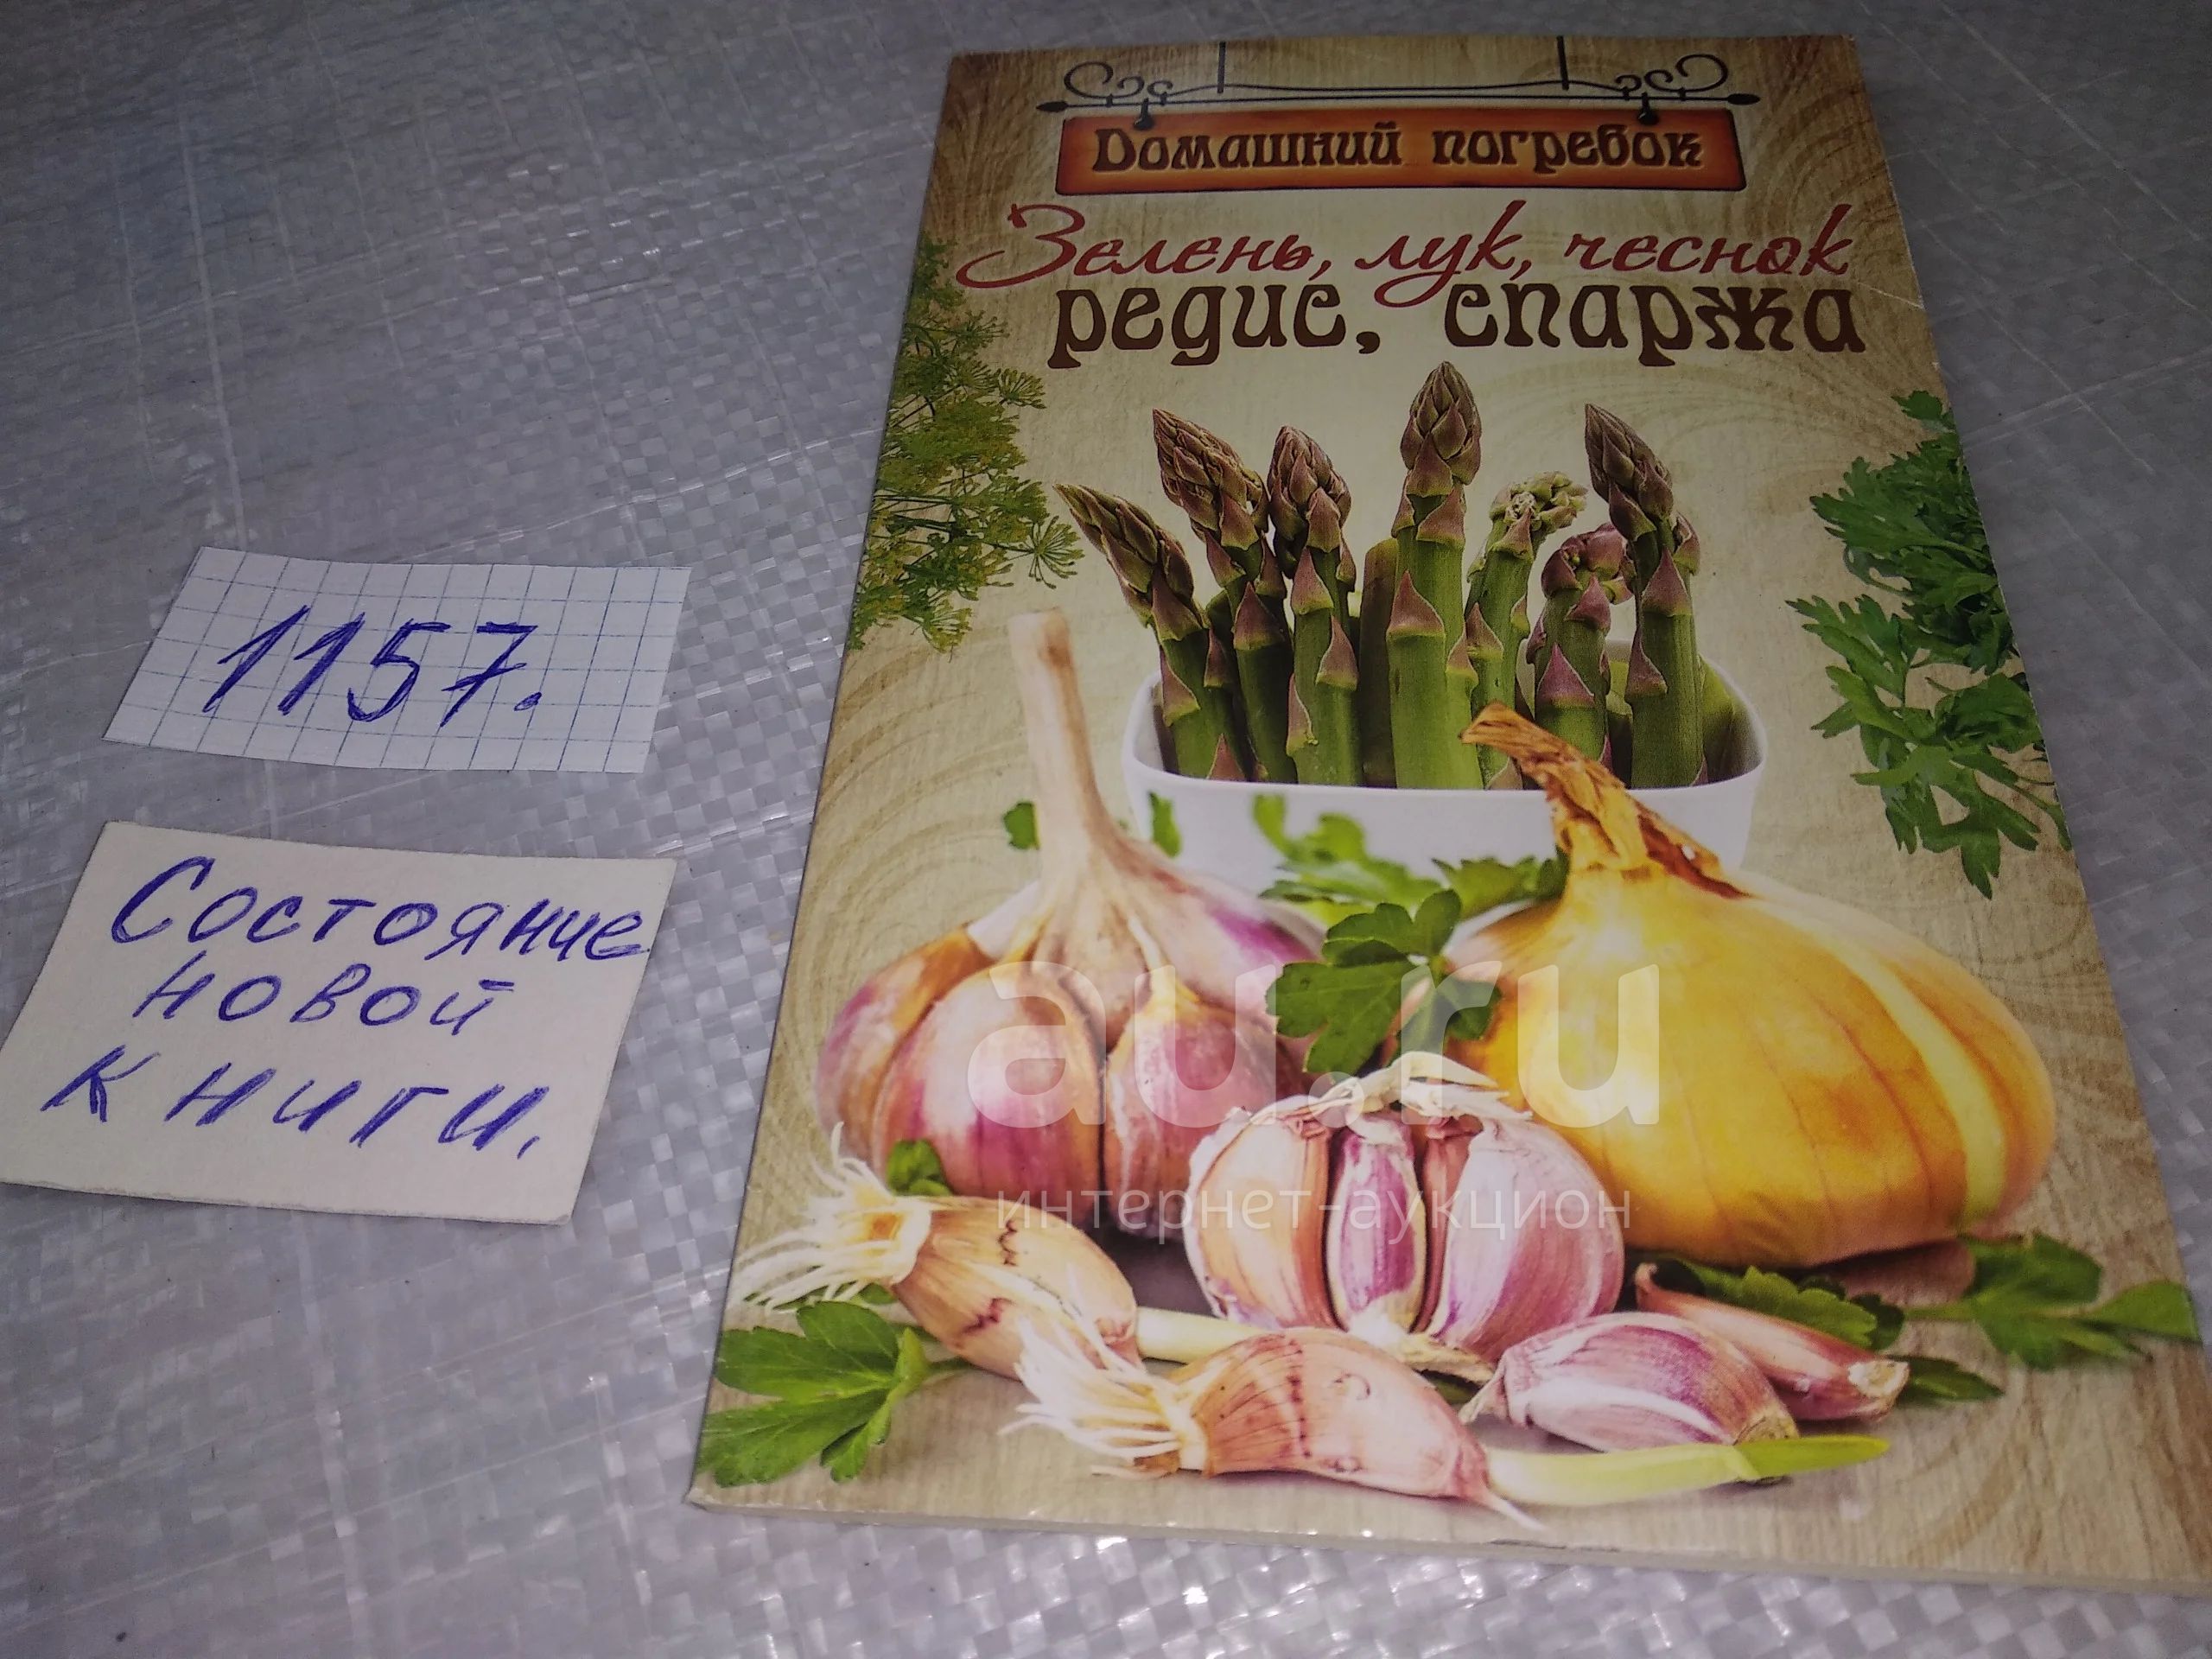 Домашний погребок
Зелень, лук, чеснок
редис, спаржа
1157.
Состояние
новой
книги.
au.ru
интернет-аукцион